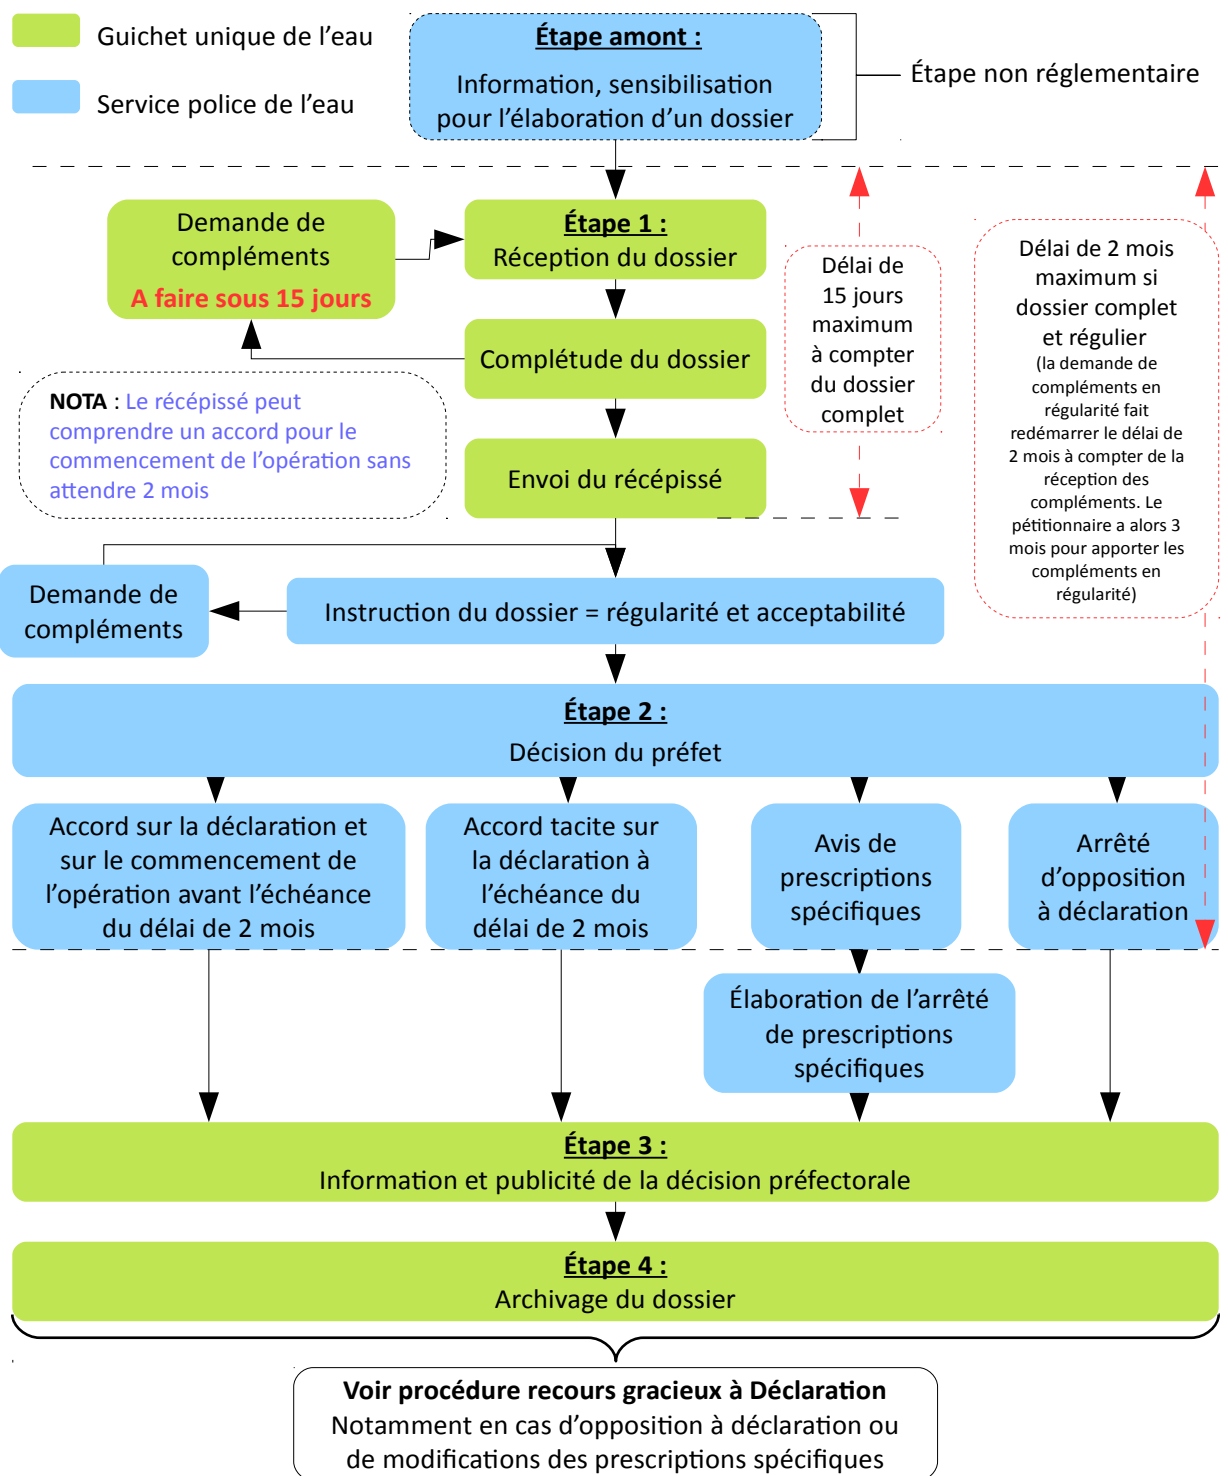 Guichet unique de l’eau
Service police de l’eau
Étape amont :
Information, sensibilisation
pour l’élaboration d’un dossier
Étape non réglementaire
Demande de
compléments
A faire sous 15 jours
Étape 1 :
Réception du dossier
Complétude du dossier
NOTA : Le récépissé peut
comprendre un accord pour le
commencement de l’opération sans
attendre 2 mois
Envoi du récépissé
Délai de
15 jours
maximum
à compter
du dossier
complet
Délai de 2 mois
maximum si
dossier complet
et régulier
(la demande de
compléments en
régularité fait
redémarrer le délai de
2 mois à compter de la
réception des
compléments. Le
pétitionnaire a alors 3
mois pour apporter les
compléments en
régularité)
Demande de
compléments
Instruction du dossier = régularité et acceptabilité
Étape 2 :
Décision du préfet
Accord sur la déclaration et
sur le commencement de
l’opération avant l’échéance
du délai de 2 mois
Accord tacite sur
la déclaration à
l’échéance du
délai de 2 mois
Avis de
prescriptions
spécifiques
Arrêté
d’opposition
à déclaration
Élaboration de l’arrêté
de prescriptions
spécifiques
Étape 3 :
Information et publicité de la décision préfectorale
Étape 4 :
Archivage du dossier
Voir procédure recours gracieux à Déclaration
Notamment en cas d’opposition à déclaration ou
de modifications des prescriptions spécifiques